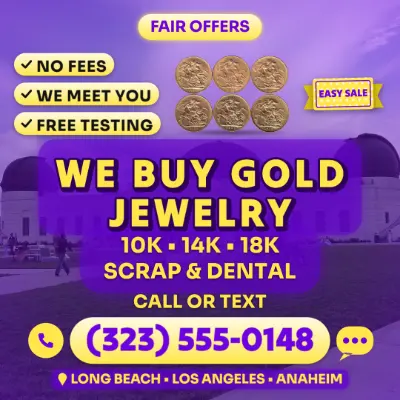 FAIR OFFERS
✓ NO FEES
✓ WE MEET YOU
✓ FREE TESTING
EASY SALE
WE BUY GOLD
JEWELRY
10K ▪ 14K ▪ 18K
SCRAP & DENTAL
CALL OR TEXT
(323) 555-0148
LONG BEACH ▪ LOS ANGELES ▪ ANAHEIM